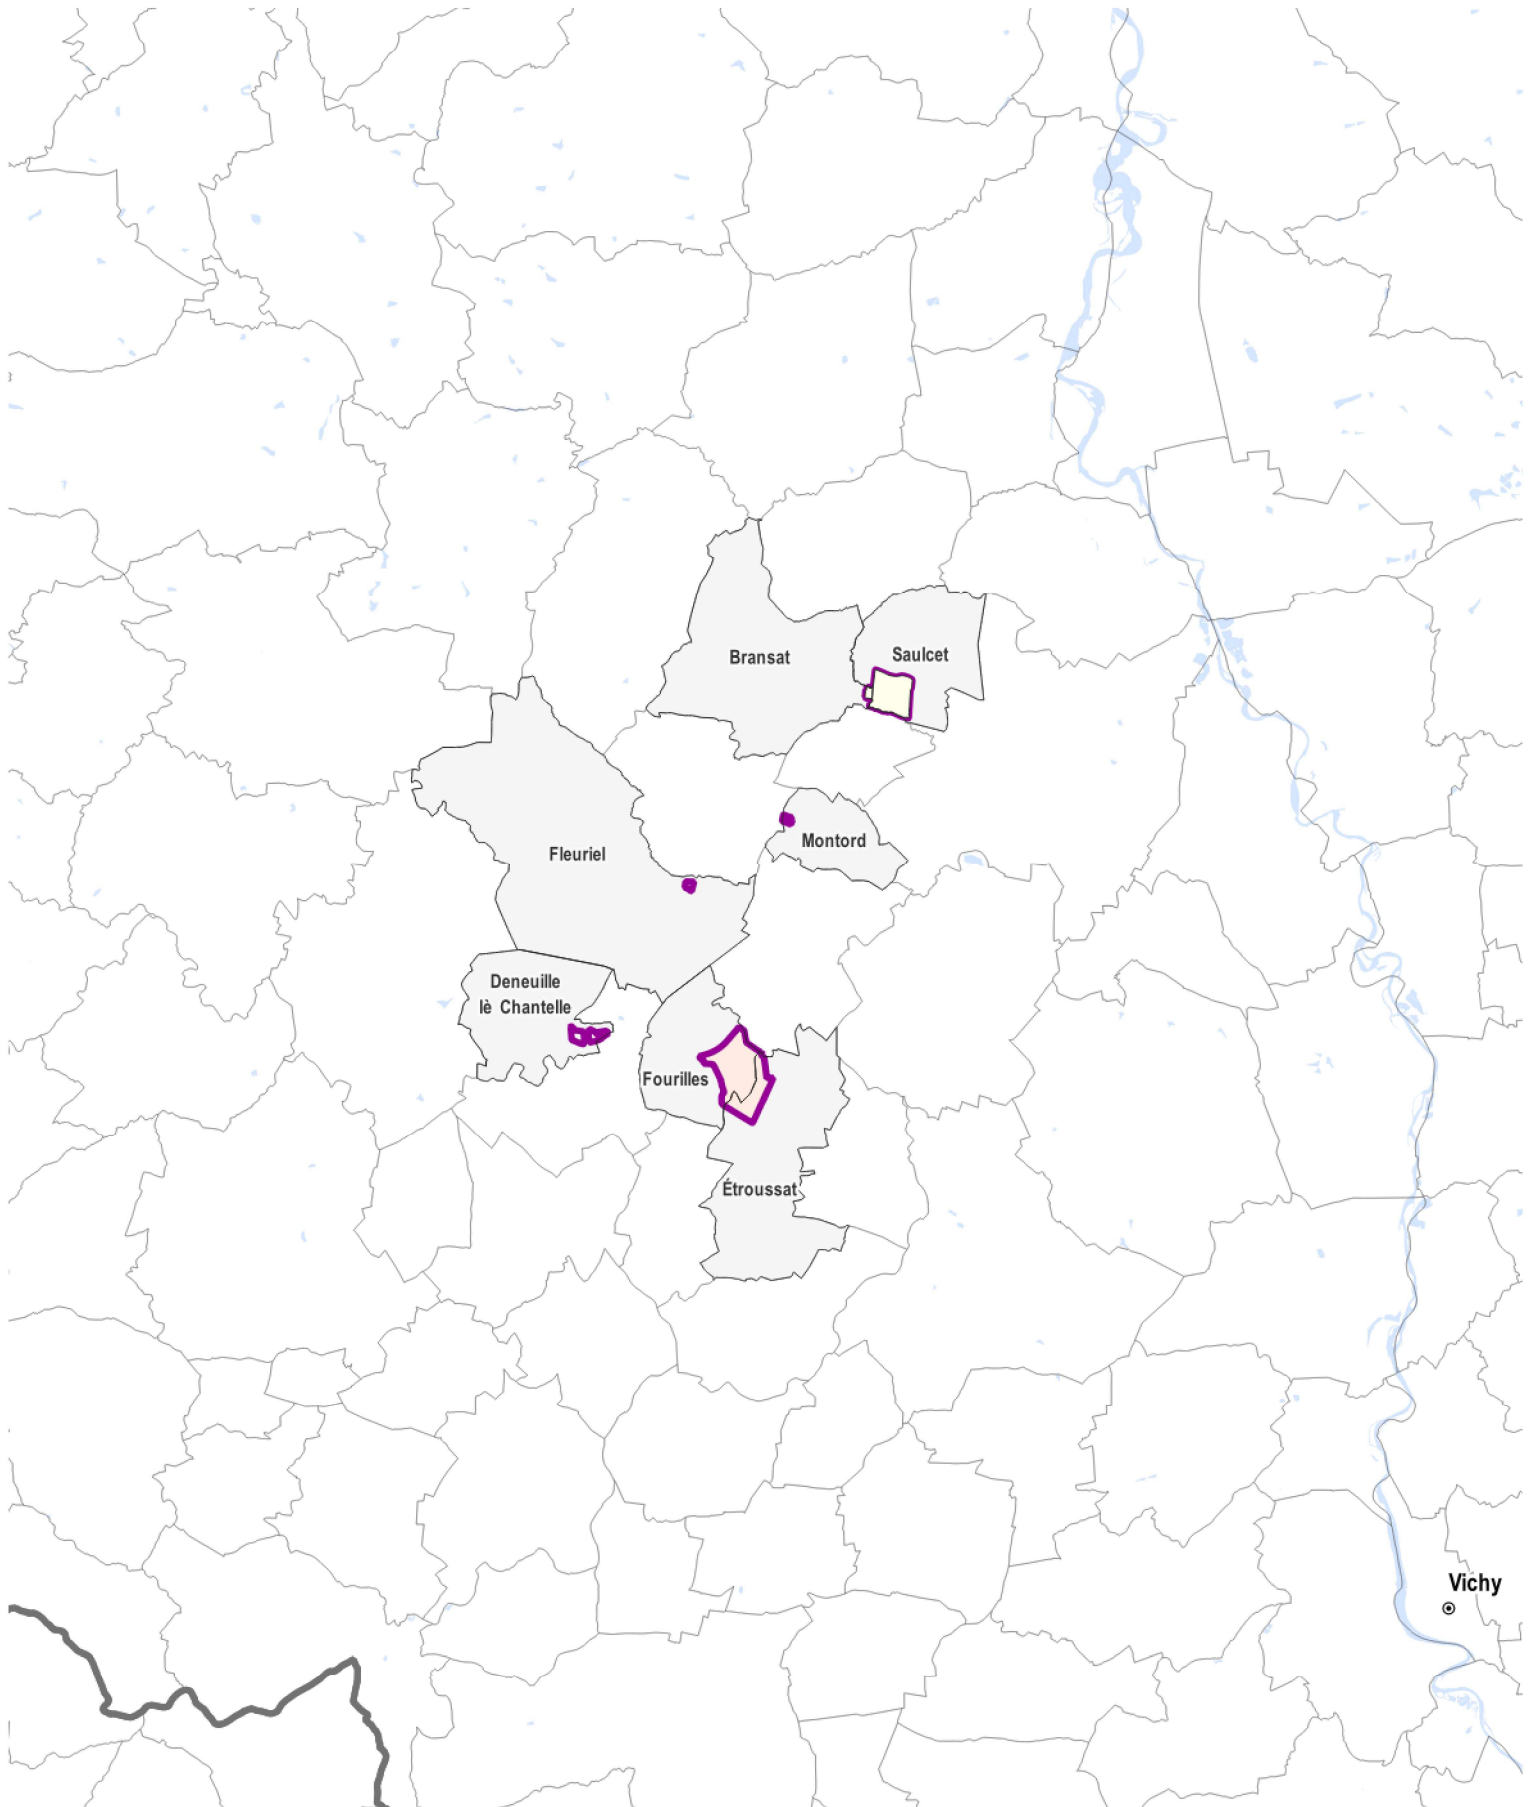 Bransat
Saulcet
Montord
Fleuriel
Deneuille
lè Chantelle
Fourilles
Étroussat
Vichy